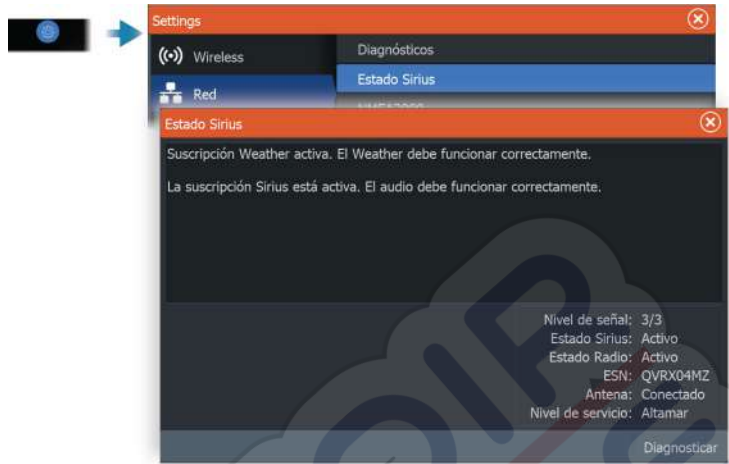 Settings
Wireless
Diagnósticos
Red
Estado Sirius
Estado Sirius
Suscripción Weather activa. El Weather debe funcionar correctamente.
La suscripción Sirius está activa. El audio debe funcionar correctamente.
Nivel de señal: 3/3
Estado Sirius: Activo
Estado Radio: Activo
ESN: QVRX04MZ
Antena: Conectado
Nivel de servicio: Altamar
Diagnosticar